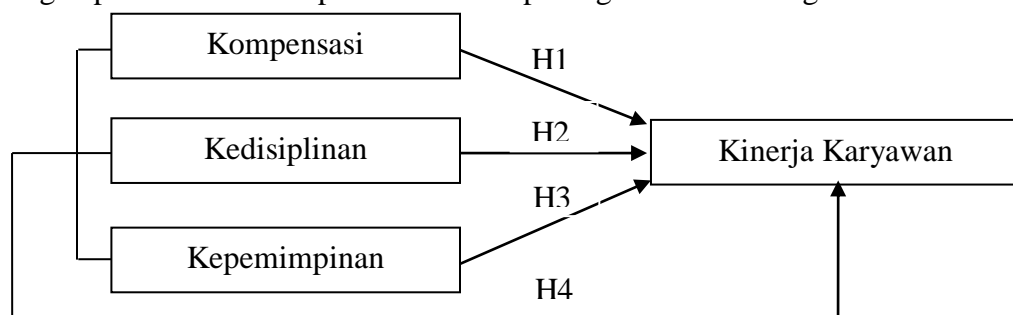 Kompensasi
H1
Kedisiplinan
H2
Kinerja Karyawan
H3
Kepemimpinan
H4